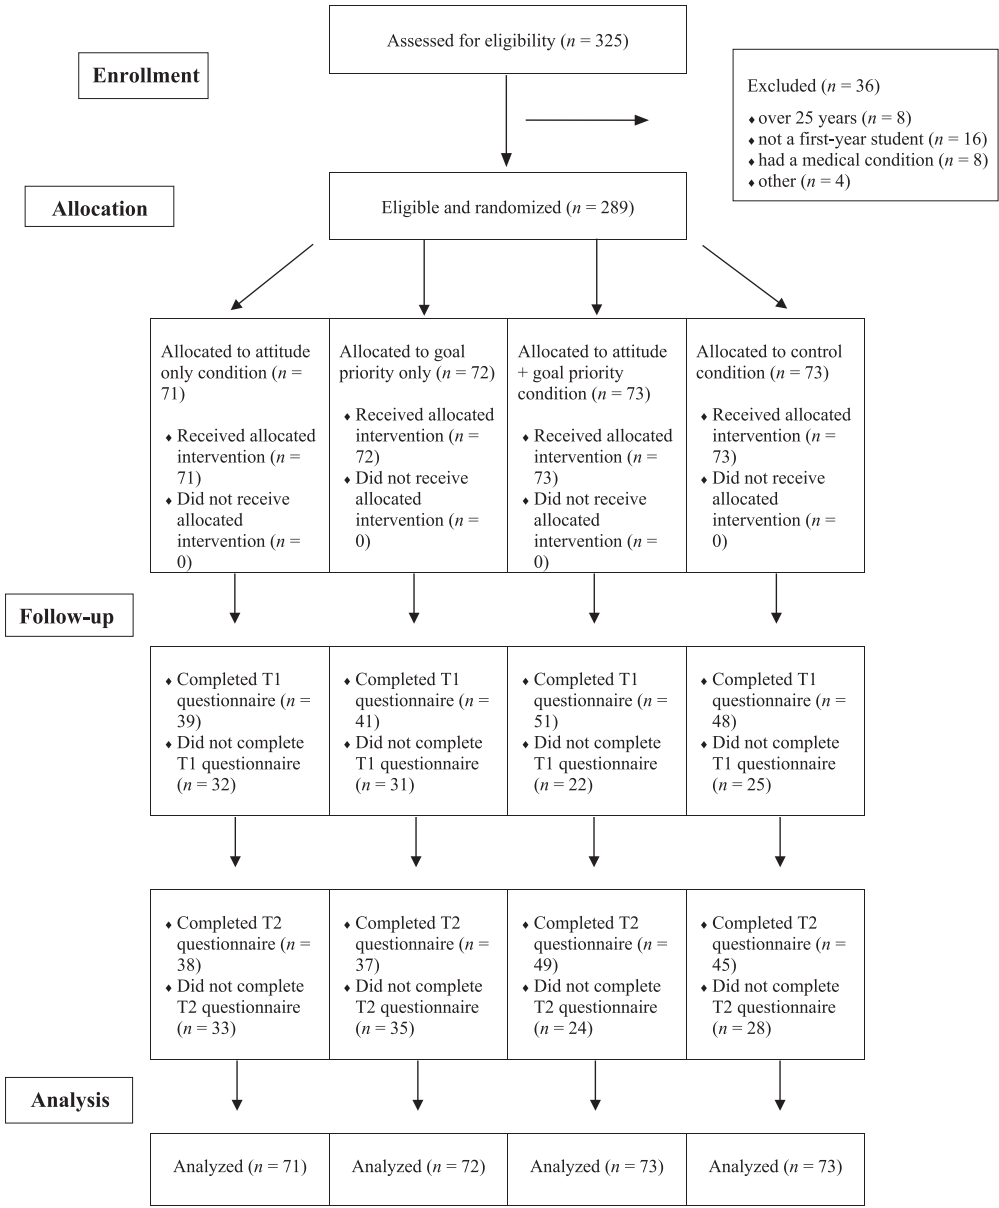 Assessed for eligibility (n = 325)
Enrollment
Excluded (n = 36)
♦ over 25 years (n = 8)
♦ not a first-year student (n = 16)
♦ had a medical condition (n = 8)
♦ other (n = 4)
Allocation
Eligible and randomized (n = 289)
Allocated to attitude
only condition (n =
71)
♦ Received allocated
intervention (n =
71)
♦ Did not receive
allocated
intervention (n =
0)
Allocated to goal
priority only (n = 72)
♦ Received allocated
intervention (n =
72)
♦ Did not receive
allocated
intervention (n =
0)
Allocated to attitude
+ goal priority
condition (n = 73)
♦ Received allocated
intervention (n =
73)
♦ Did not receive
allocated
intervention (n =
0)
Allocated to control
condition (n = 73)
♦ Received allocated
intervention (n =
73)
♦ Did not receive
allocated
intervention (n =
0)
Follow-up
♦ Completed T1
questionnaire (n =
39)
♦ Did not complete
T1 questionnaire
(n = 32)
♦ Completed T1
questionnaire (n =
41)
♦ Did not complete
T1 questionnaire
(n = 31)
♦ Completed T1
questionnaire (n =
51)
♦ Did not complete
T1 questionnaire
(n = 22)
♦ Completed T1
questionnaire (n =
48)
♦ Did not complete
T1 questionnaire
(n = 25)
♦ Completed T2
questionnaire (n =
38)
♦ Did not complete
T2 questionnaire
(n = 33)
♦ Completed T2
questionnaire (n =
37)
♦ Did not complete
T2 questionnaire
(n = 35)
♦ Completed T2
questionnaire (n =
49)
♦ Did not complete
T2 questionnaire
(n = 24)
♦ Completed T2
questionnaire (n =
45)
♦ Did not complete
T2 questionnaire
(n = 28)
Analysis
Analyzed (n = 71)
Analyzed (n = 72)
Analyzed (n = 73)
Analyzed (n = 73)